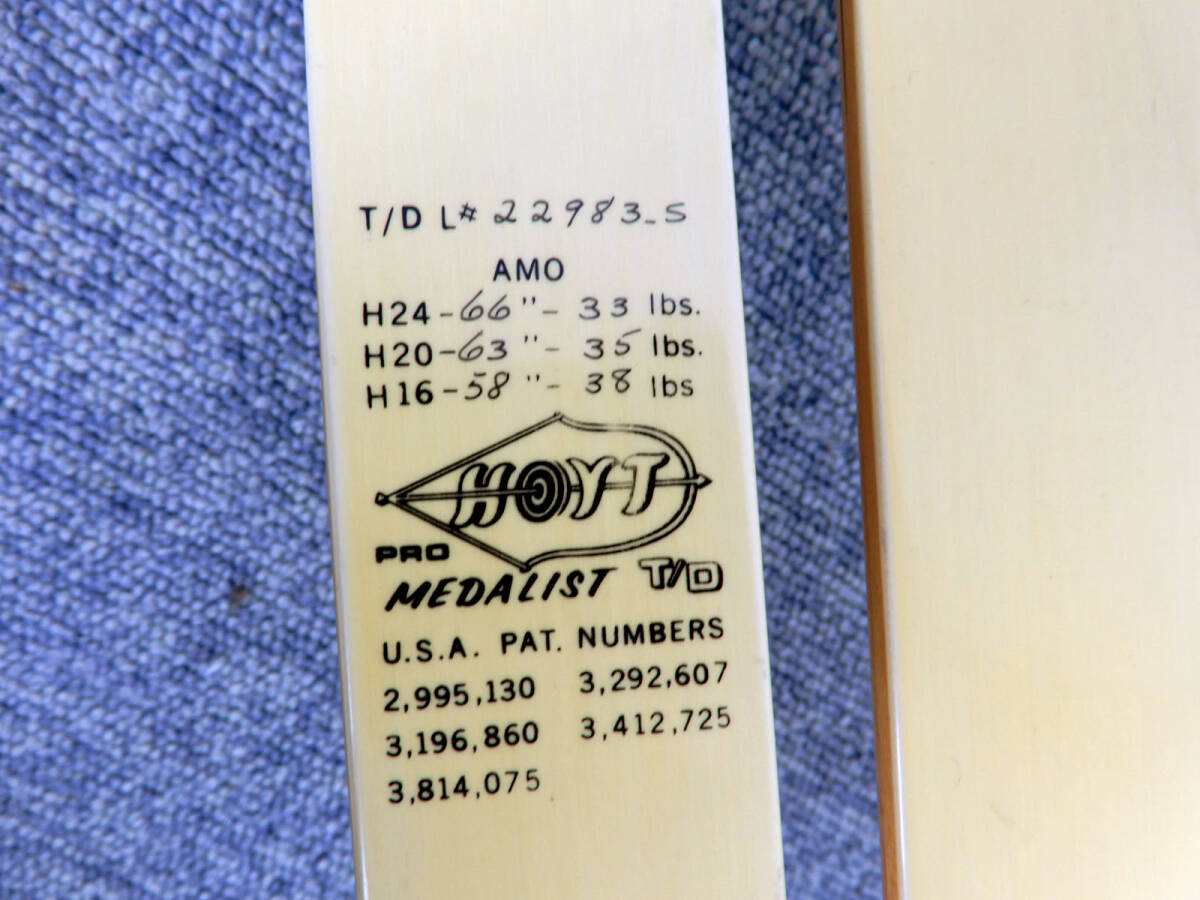 T/D L# 22983-S
AMO
H24-66"- 33 lbs.
H20-63"- 35 lbs.
H16-58"- 38 lbs
HOYT
PRO
MEDALIST T/D
U.S.A. PAT. NUMBERS
2,995,130 3,292,607
3,196,860 3,412,725
3,814,075